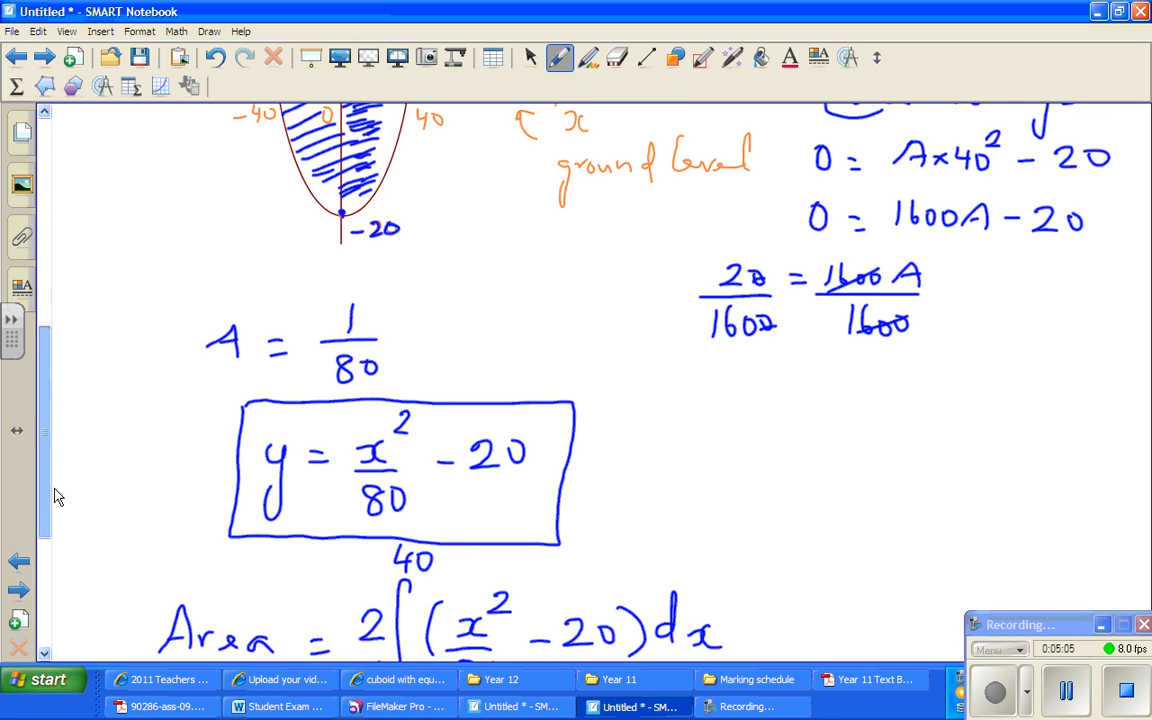 Untitled * - SMART Notebook
File Edit View Insert Format Math Draw Help
-40 0 40
x
ground level
-20
0 = A×40² - 20
0 = 1600A - 20
20/1600 = 1600A/1600
A = 1/80
y = x²/80 - 20
40
Area = 2∫(x² - 20)dx
Recording...
Menu 0:05:05 8.0 fps
start
2011 Teachers ...
Upload your vid...
cuboid with equ...
Year 12
Year 11
Marking schedule
Year 11 Text B...
90286-ass-09....
Student Exam ...
FileMaker Pro - ...
Untitled * - SM...
Untitled * - SM...
Recording...